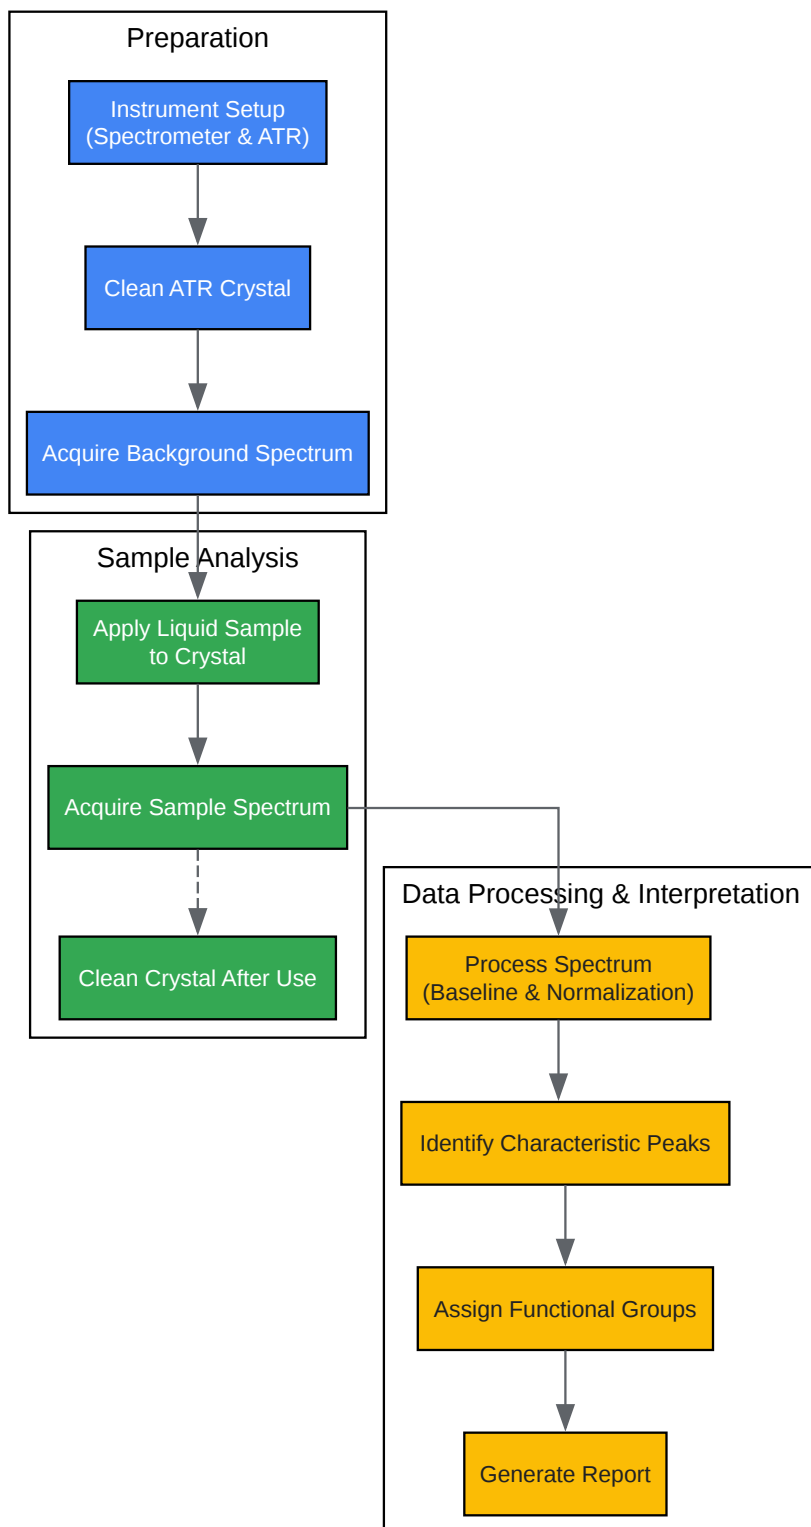 Preparation
Instrument Setup
(Spectrometer & ATR)
Clean ATR Crystal
Acquire Background Spectrum
Sample Analysis
Apply Liquid Sample
to Crystal
Acquire Sample Spectrum
Clean Crystal After Use
Data Processing & Interpretation
Process Spectrum
(Baseline & Normalization)
Identify Characteristic Peaks
Assign Functional Groups
Generate Report